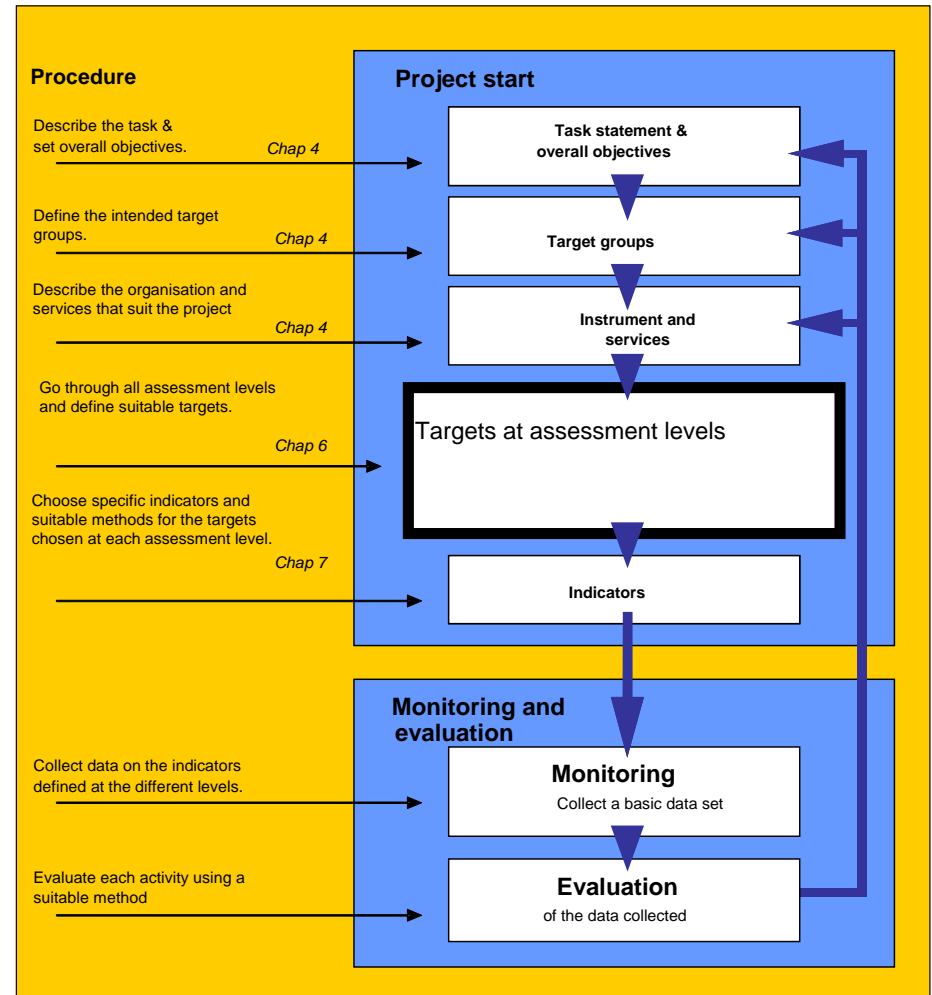 Procedure
Describe the task &
set overall objectives.
Chap 4
Define the intended target
groups.
Chap 4
Describe the organisation and
services that suit the project
Chap 4
Go through all assessment levels
and define suitable targets.
Chap 6
Choose specific indicators and
suitable methods for the targets
chosen at each assessment level.
Chap 7
Collect data on the indicators
defined at the different levels.
Evaluate each activity using a
suitable method
Project start
Task statement &
overall objectives
Target groups
Instrument and
services
Targets at assessment levels
Indicators
Monitoring and
evaluation
Monitoring
Collect a basic data set
Evaluation
of the data collected